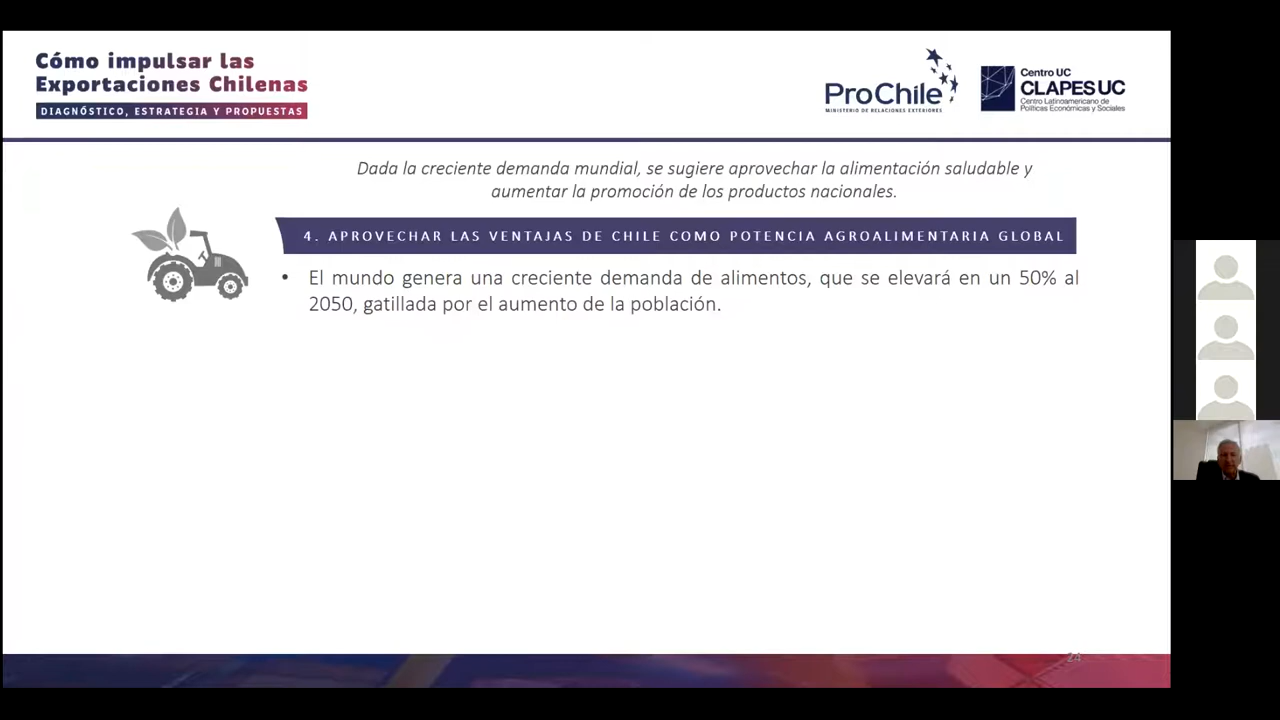 Cómo impulsar las
Exportaciones Chilenas
DIAGNÓSTICO, ESTRATEGIA Y PROPUESTAS
ProChile
MINISTERIO DE RELACIONES EXTERIORES
Centro UC
CLAPES UC
Centro Latinoamericano de
Políticas Económicas y Sociales
Dada la creciente demanda mundial, se sugiere aprovechar la alimentación saludable y
aumentar la promoción de los productos nacionales.
4. APROVECHAR LAS VENTAJAS DE CHILE COMO POTENCIA AGROALIMENTARIA GLOBAL
• El mundo genera una creciente demanda de alimentos, que se elevará en un 50% al
2050, gatillada por el aumento de la población.
24